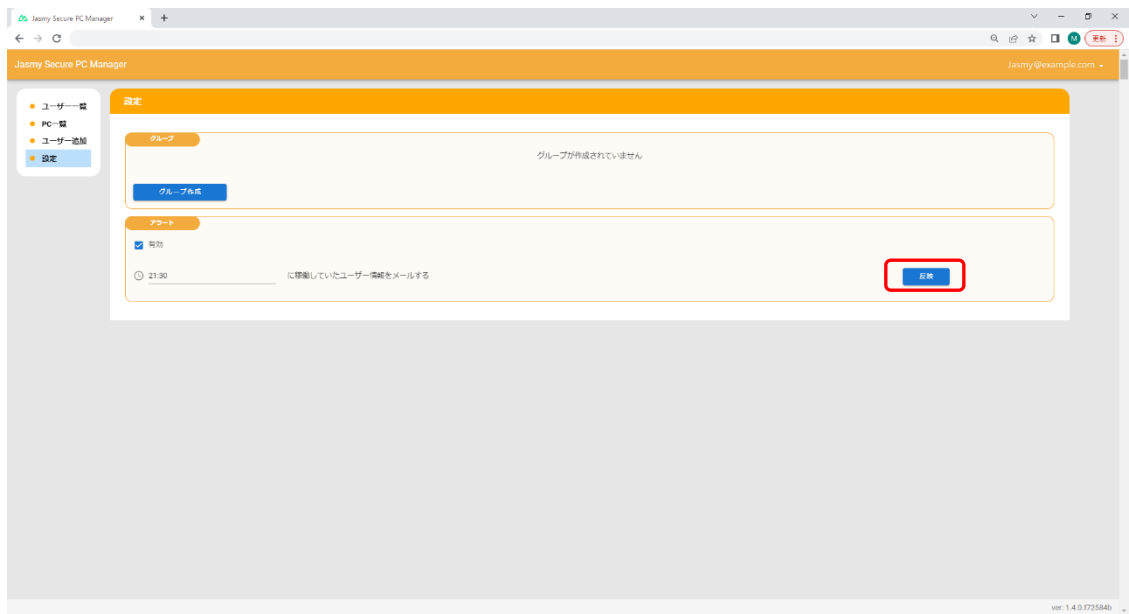 Jasmy Secure PC Manager
更新
Jasmy Secure PC Manager
Jasmy@example.com
ユーザー一覧
PC一覧
ユーザー追加
設定
設定
グループ
グループが作成されていません
グループ作成
アラート
有効
21:30 に稼働していたユーザー情報をメールする
反映
ver: 1.4.0.f72584b